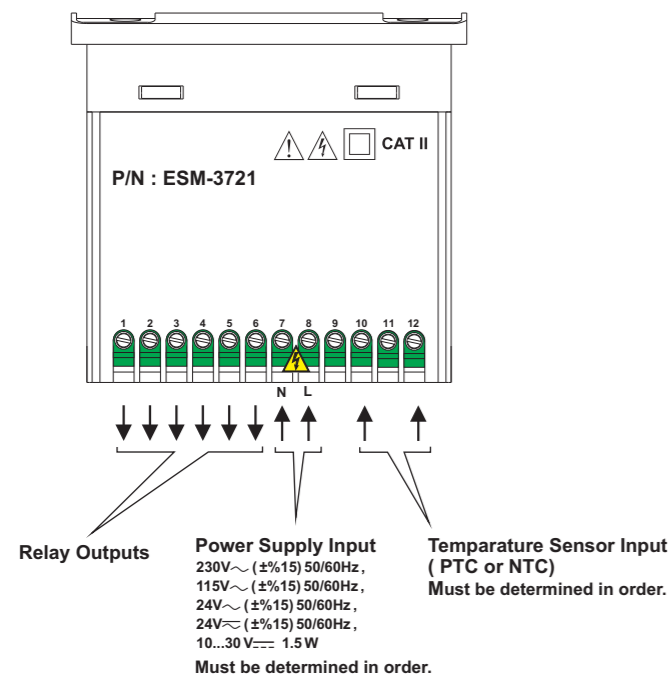 CAT II
P/N : ESM-3721
1 2 3 4 5 6 7 8 9 10 11 12
N L
Relay Outputs
Power Supply Input
230V～ ( ±%15) 50/60Hz ,
115V～ ( ±%15) 50/60Hz ,
24V～ ( ±%15) 50/60Hz ,
24V⏦ ( ±%15) 50/60Hz ,
10...30 V⎓ 1.5 W
Must be determined in order.
Temparature Sensor Input
( PTC or NTC)
Must be determined in order.